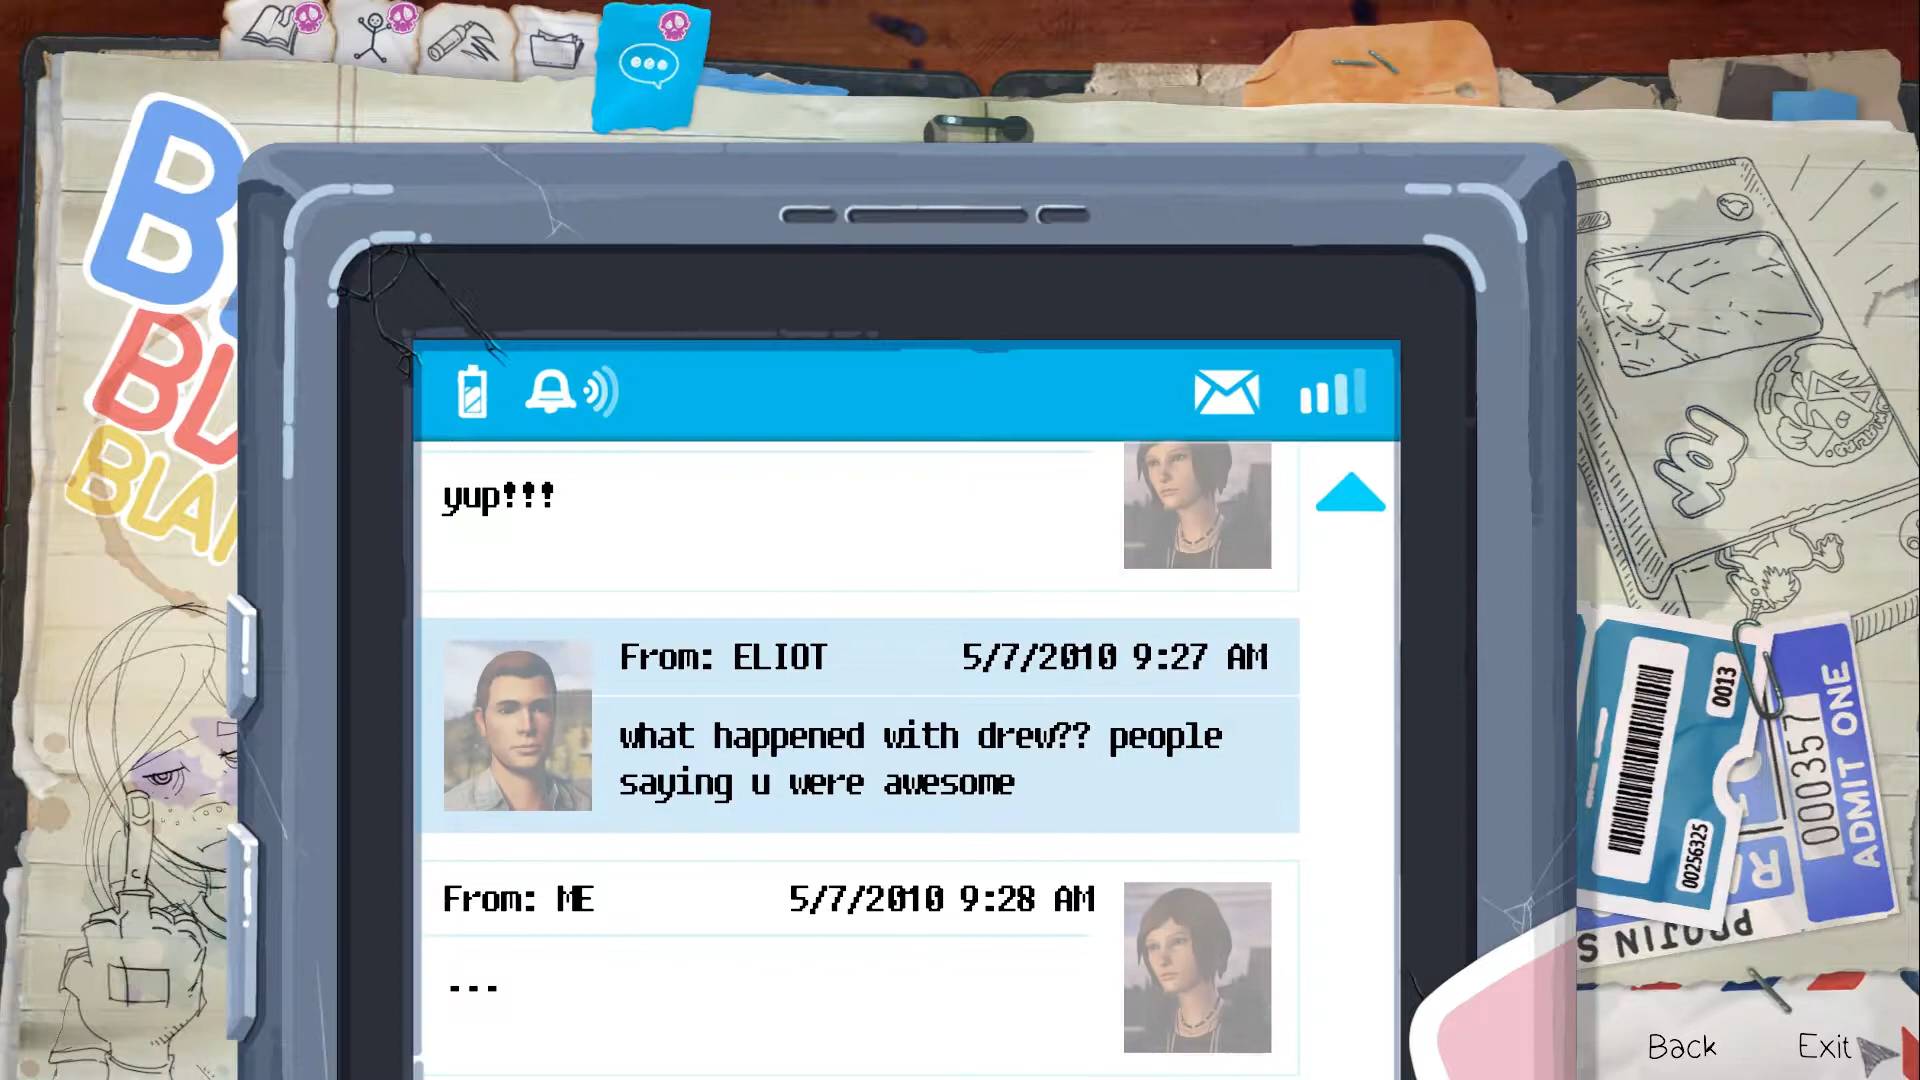 yup!!!
From: ELIOT 5/7/2010 9:27 AM
what happened with drew?? people
saying u were awesome
From: ME 5/7/2010 9:28 AM
...
0013
00256325
000357
ADMIT ONE
Back
Exit